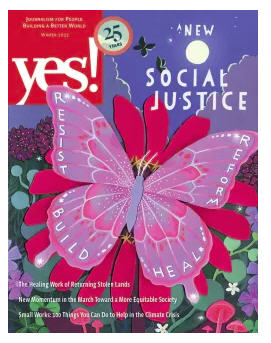 JOURNALISM FOR PEOPLE
BUILDING A BETTER WORLD
WINTER 2022
25
YEARS
yes!
A NEW
SOCIAL
JUSTICE
RESIST
REFORM
BUILD
HEAL
The Healing Work of Returning Stolen Lands
New Momentum in the March Toward a More Equitable Society
Small Works: 100 Things You Can Do to Help in the Climate Crisis